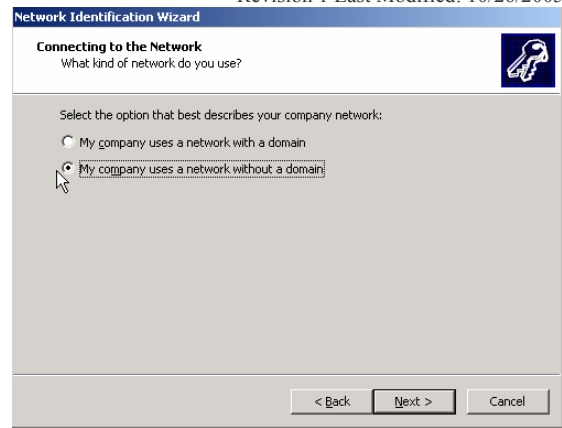 Revision 1 Last Modified: 10/26/2005
Network Identification Wizard
Connecting to the Network
What kind of network do you use?
Select the option that best describes your company network:
My company uses a network with a domain
My company uses a network without a domain
< Back Next > Cancel